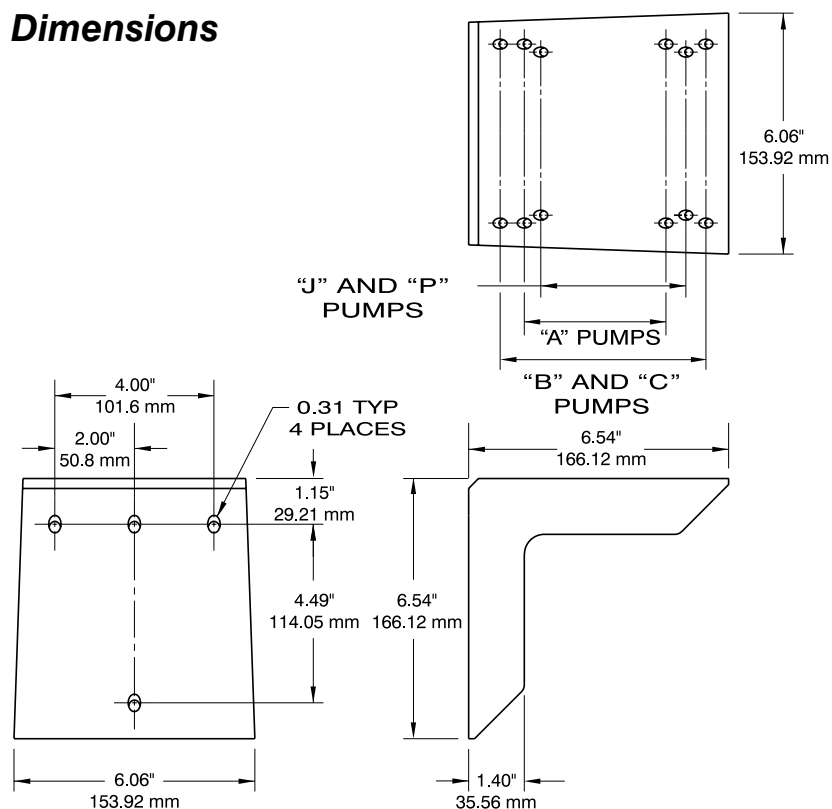 Dimensions
6.06"
153.92 mm
“J” AND “P”
PUMPS
“A” PUMPS
“B” AND “C”
PUMPS
4.00"
101.6 mm
2.00"
50.8 mm
0.31 TYP
4 PLACES
1.15"
29.21 mm
4.49"
114.05 mm
6.06"
153.92 mm
6.54"
166.12 mm
6.54"
166.12 mm
1.40"
35.56 mm